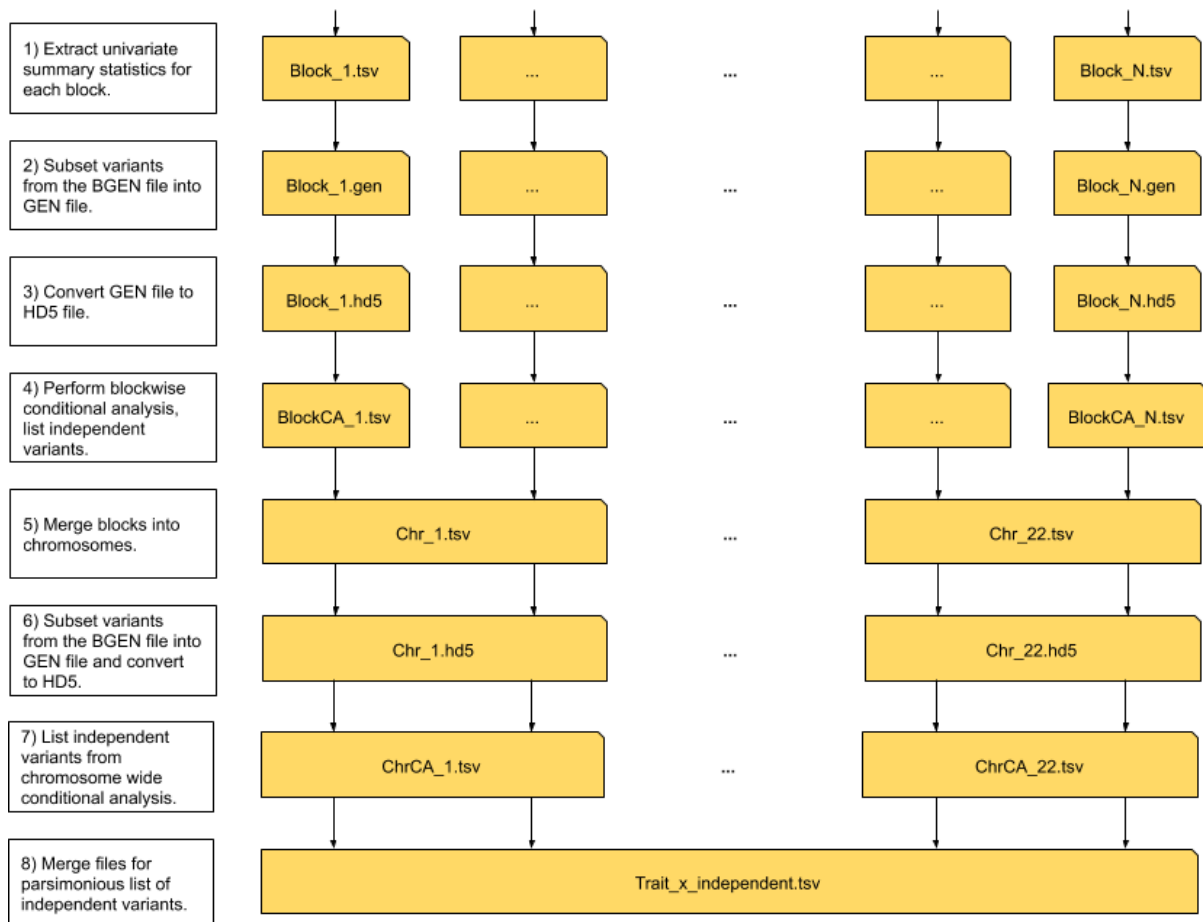 1) Extract univariate
summary statistics for
each block.
Block_1.tsv
...
...
...
Block_N.tsv
2) Subset variants
from the BGEN file into
GEN file.
Block_1.gen
...
...
...
Block_N.gen
3) Convert GEN file to
HD5 file.
Block_1.hd5
...
...
...
Block_N.hd5
4) Perform blockwise
conditional analysis,
list independent
variants.
BlockCA_1.tsv
...
...
...
BlockCA_N.tsv
5) Merge blocks into
chromosomes.
Chr_1.tsv
...
Chr_22.tsv
6) Subset variants
from the BGEN file into
GEN file and convert
to HD5.
Chr_1.hd5
...
Chr_22.hd5
7) List independent
variants from
chromosome wide
conditional analysis.
ChrCA_1.tsv
...
ChrCA_22.tsv
8) Merge files for
parsimonious list of
independent variants.
Trait_x_independent.tsv